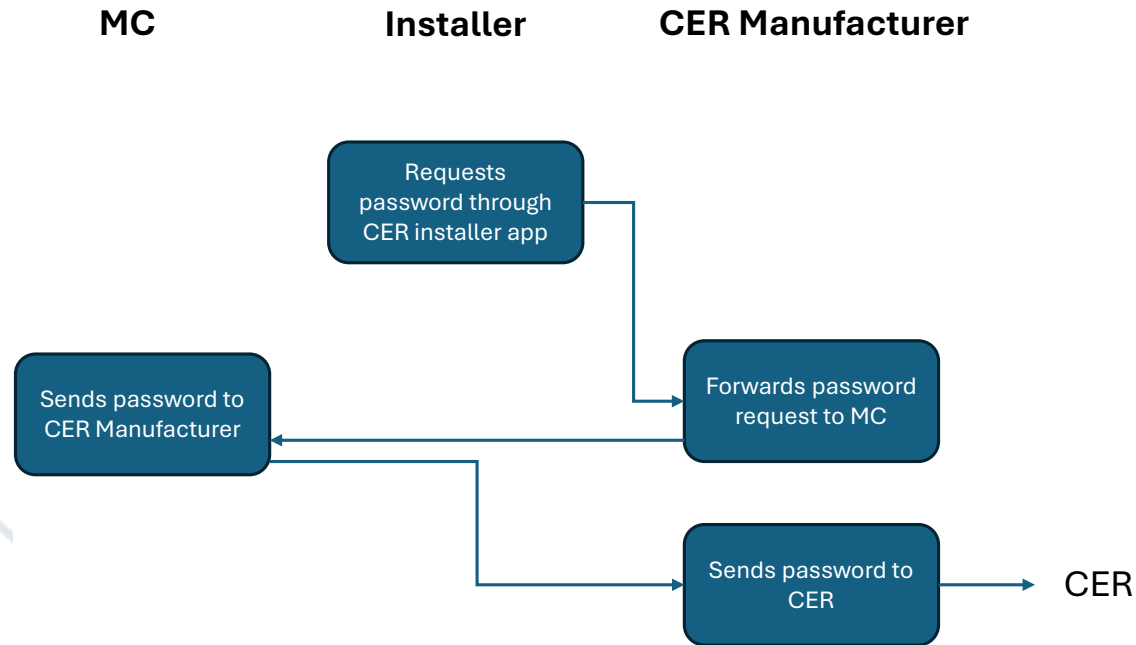 MC
Installer
CER Manufacturer
Requests
password through
CER installer app
Forwards password
request to MC
Sends password to
CER Manufacturer
Sends password to
CER
CER